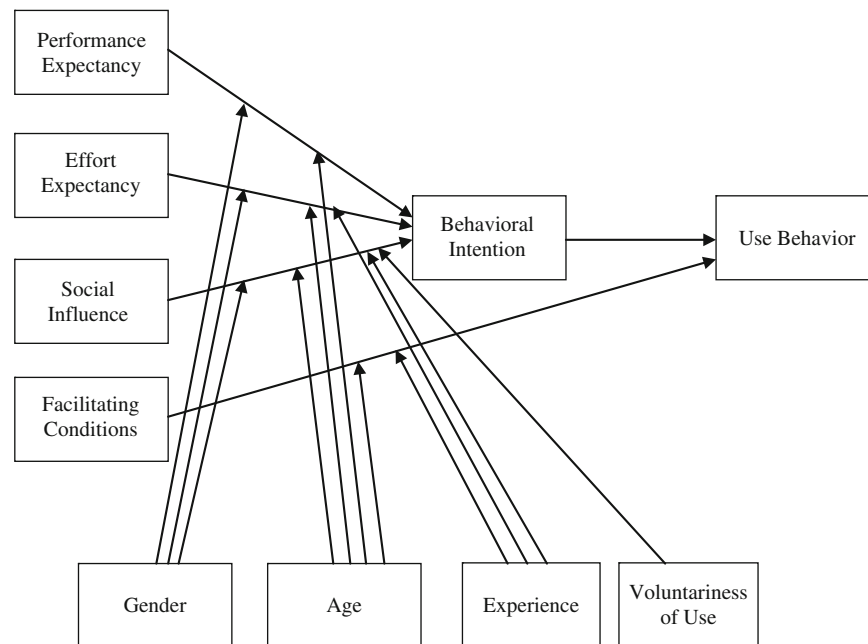 Performance
Expectancy
Effort
Expectancy
Behavioral
Intention
Use Behavior
Social
Influence
Facilitating
Conditions
Gender
Age
Experience
Voluntariness
of Use